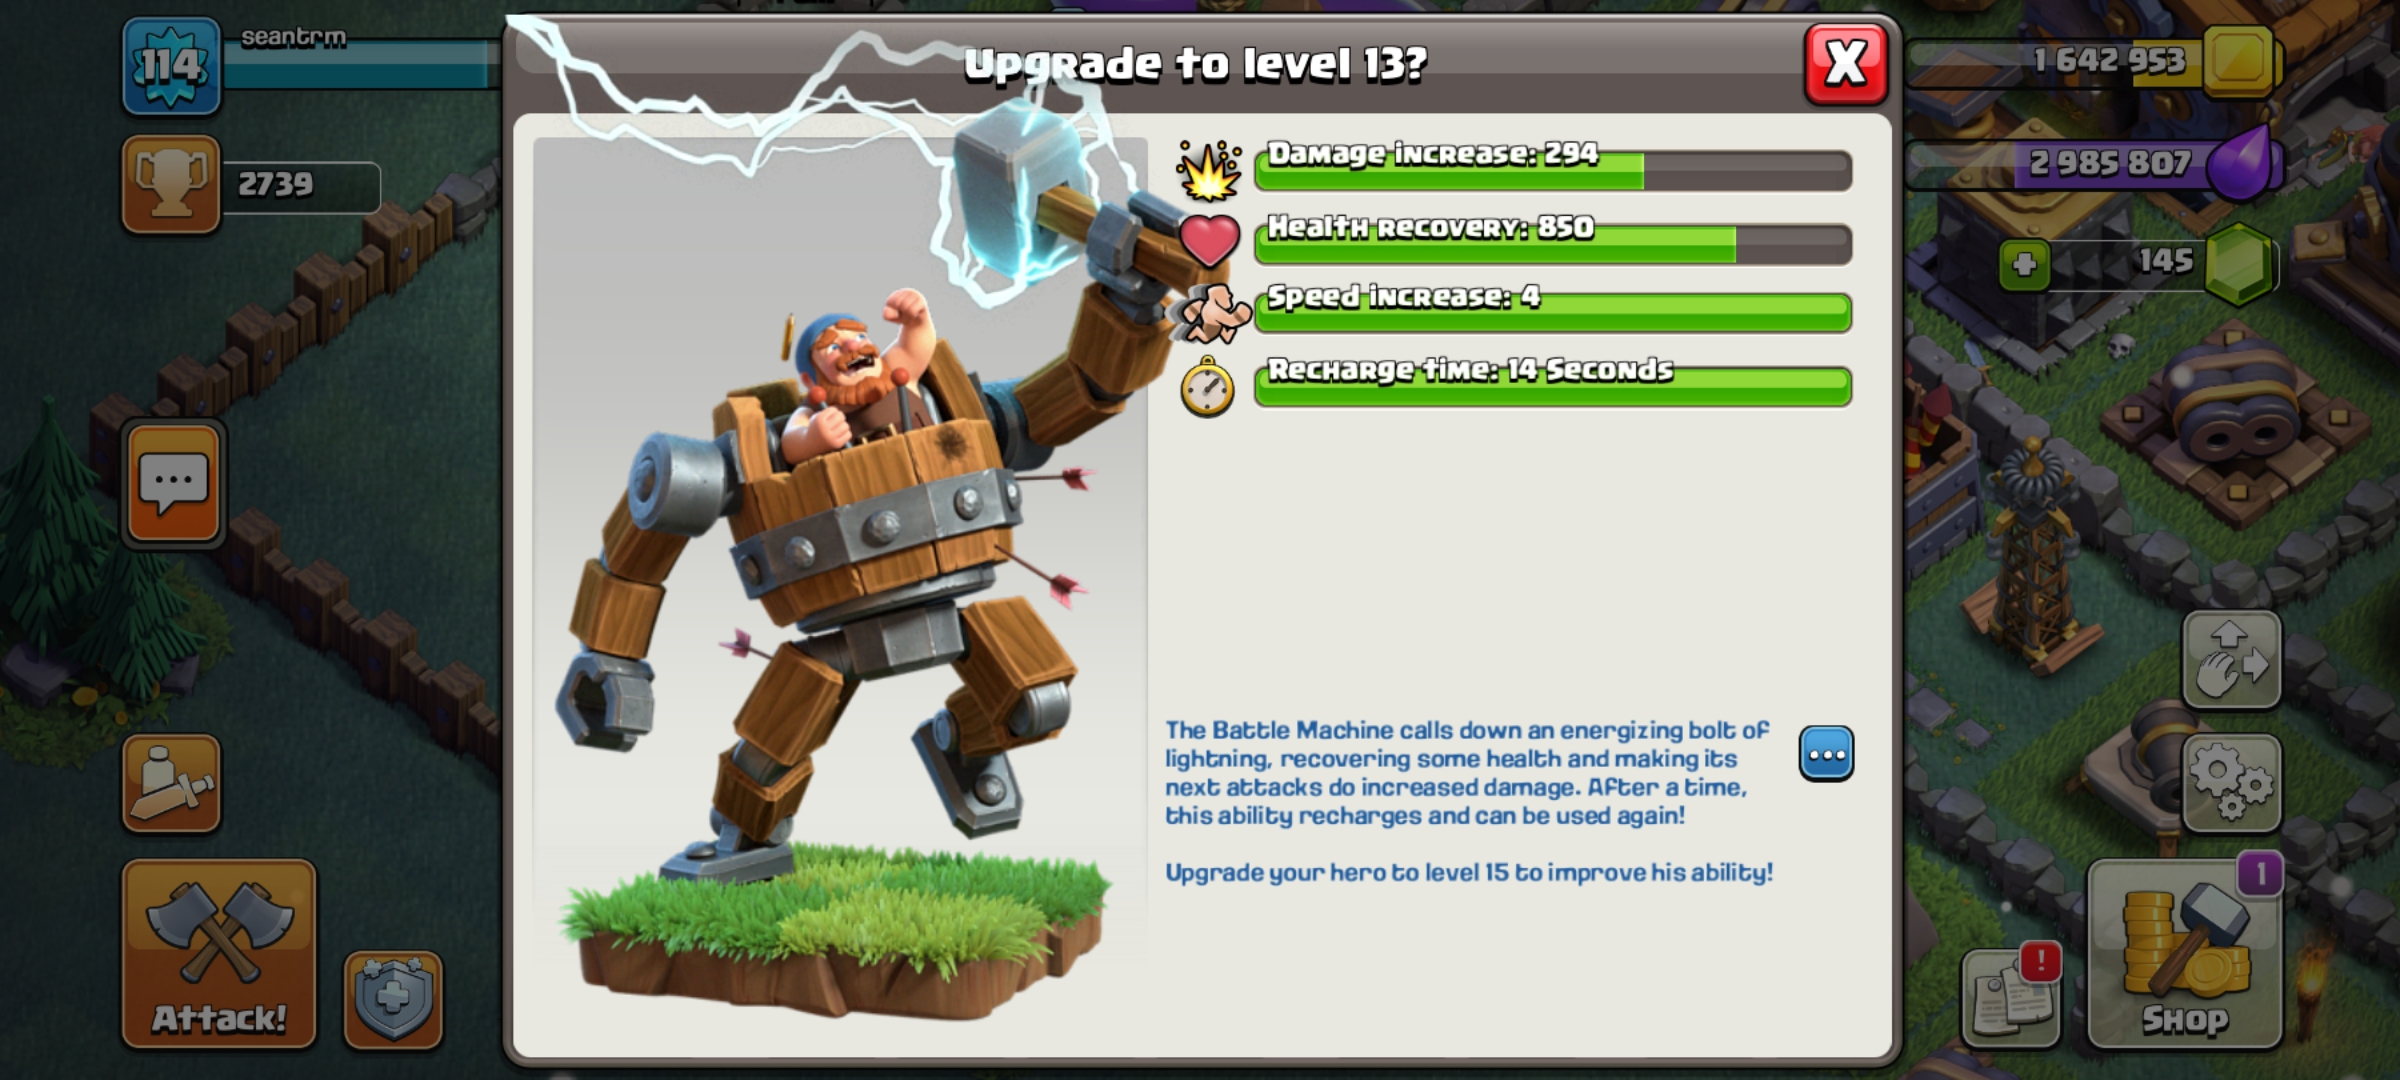 114
seantrm
2739
Attack!
Upgrade to level 13?
X
Damage increase: 294
Health recovery: 850
Speed increase: 4
Recharge time: 14 Seconds
The Battle Machine calls down an energizing bolt of
lightning, recovering some health and making its
next attacks do increased damage. After a time,
this ability recharges and can be used again!
Upgrade your hero to level 15 to improve his ability!
1 642 953
2 985 807
145
1
!
Shop